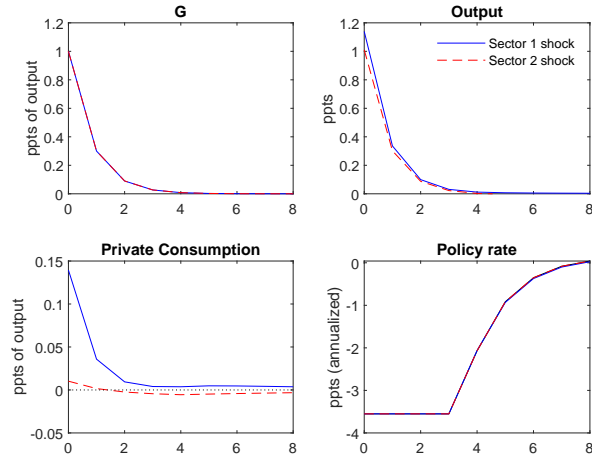 G
Output
1.2
1
0.8
0.6
0.4
0.2
0
ppts of output
0 2 4 6 8
1.2
1
0.8
0.6
0.4
0.2
0
ppts
Sector 1 shock
Sector 2 shock
0 2 4 6 8
Private Consumption
Policy rate
0.15
0.1
0.05
0
-0.05
ppts of output
0 2 4 6 8
0
-1
-2
-3
-4
ppts (annualized)
0 2 4 6 8